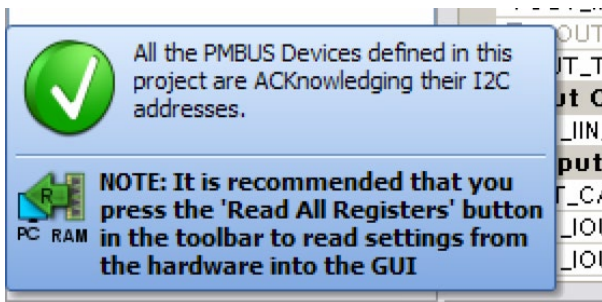 All the PMBUS Devices defined in this
project are ACKnowledging their I2C
addresses.
NOTE: It is recommended that you
press the 'Read All Registers' button
in the toolbar to read settings from
the hardware into the GUI
R
PC RAM